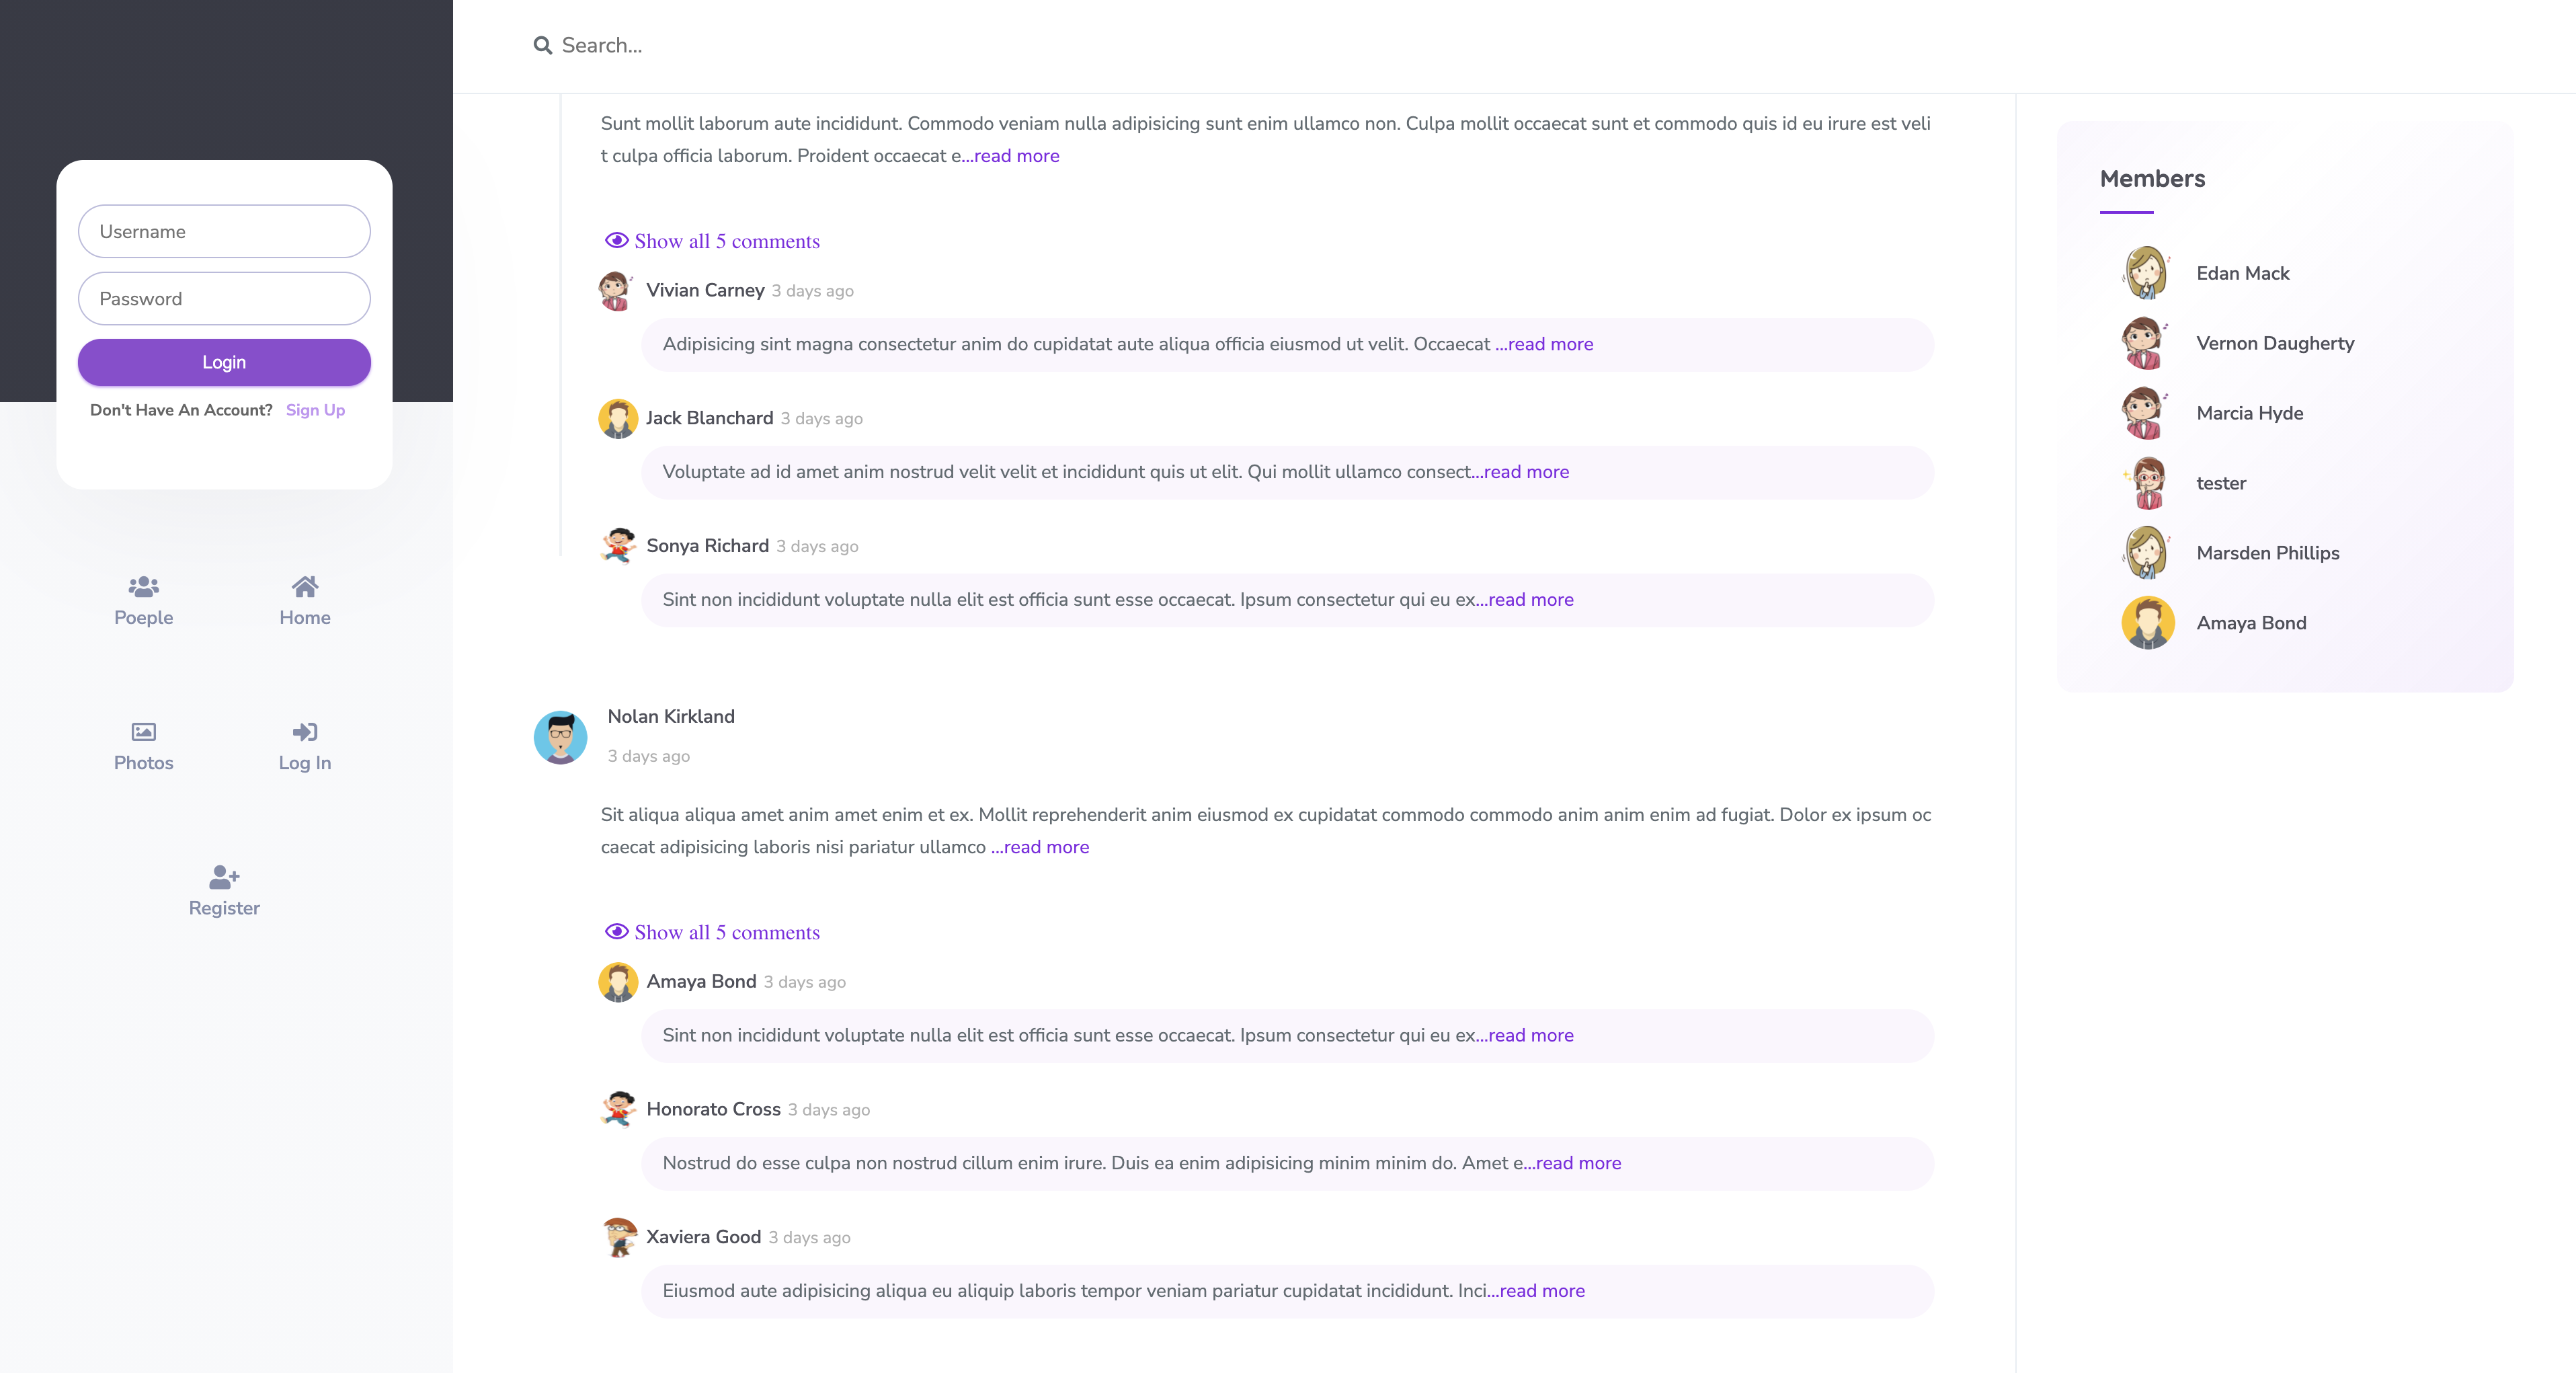 Search...
Username
Password
Login
Don't Have An Account? Sign Up
Poeple
Home
Photos
Log In
Register
Sunt mollit laborum aute incididunt. Commodo veniam nulla adipisicing sunt enim ullamco non. Culpa mollit occaecat sunt et commodo quis id eu irure est veli
t culpa officia laborum. Proident occaecat e...read more
Show all 5 comments
Vivian Carney 3 days ago
Adipisicing sint magna consectetur anim do cupidatat aute aliqua officia eiusmod ut velit. Occaecat ...read more
Jack Blanchard 3 days ago
Voluptate ad id amet anim nostrud velit velit et incididunt quis ut elit. Qui mollit ullamco consect...read more
Sonya Richard 3 days ago
Sint non incididunt voluptate nulla elit est officia sunt esse occaecat. Ipsum consectetur qui eu ex...read more
Nolan Kirkland
3 days ago
Sit aliqua aliqua amet anim amet enim et ex. Mollit reprehenderit anim eiusmod ex cupidatat commodo commodo anim anim enim ad fugiat. Dolor ex ipsum oc
caecat adipisicing laboris nisi pariatur ullamco ...read more
Show all 5 comments
Amaya Bond 3 days ago
Sint non incididunt voluptate nulla elit est officia sunt esse occaecat. Ipsum consectetur qui eu ex...read more
Honorato Cross 3 days ago
Nostrud do esse culpa non nostrud cillum enim irure. Duis ea enim adipisicing minim minim do. Amet e...read more
Xaviera Good 3 days ago
Eiusmod aute adipisicing aliqua eu aliquip laboris tempor veniam pariatur cupidatat incididunt. Inci...read more
Members
Edan Mack
Vernon Daugherty
Marcia Hyde
tester
Marsden Phillips
Amaya Bond